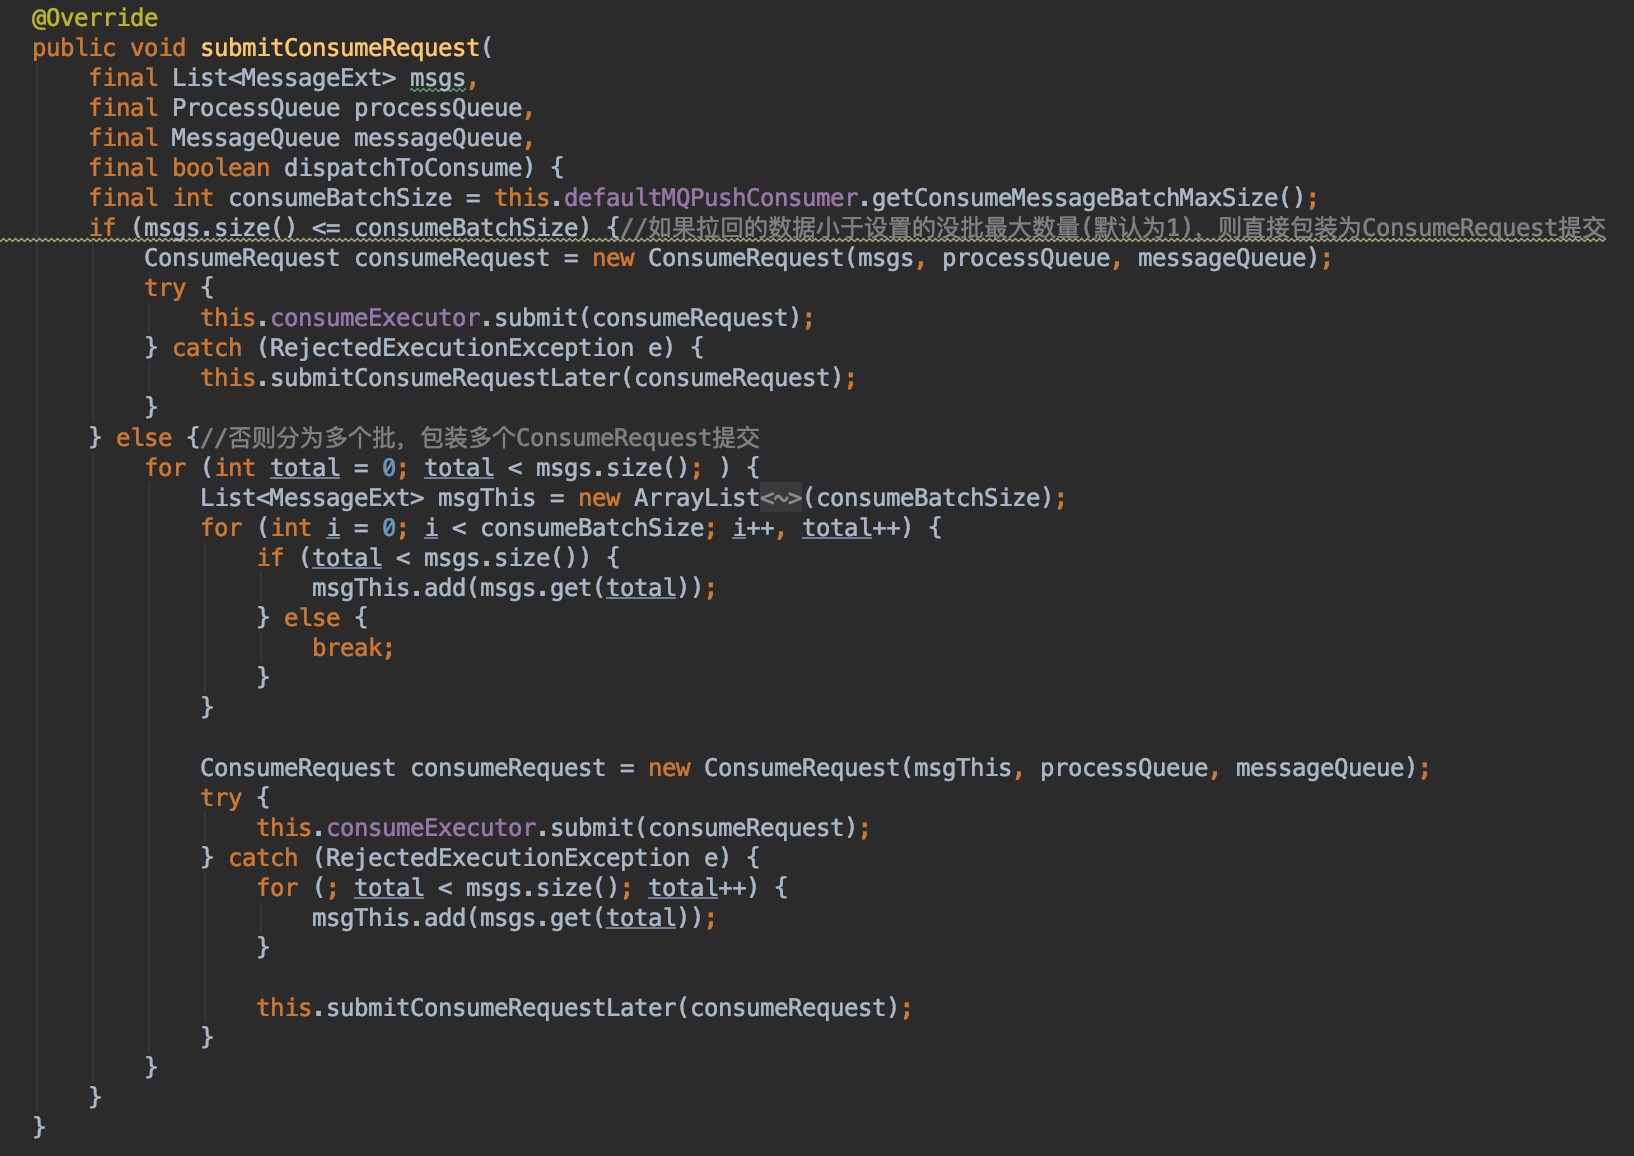 @Override
public void submitConsumeRequest(
    final List<MessageExt> msgs,
    final ProcessQueue processQueue,
    final MessageQueue messageQueue,
    final boolean dispatchToConsume) {
    final int consumeBatchSize = this.defaultMQPushConsumer.getConsumeMessageBatchMaxSize();
    if (msgs.size() <= consumeBatchSize) {//如果拉回的数据小于设置的没批最大数量(默认为1)，则直接包装为ConsumeRequest提交
        ConsumeRequest consumeRequest = new ConsumeRequest(msgs, processQueue, messageQueue);
        try {
            this.consumeExecutor.submit(consumeRequest);
        } catch (RejectedExecutionException e) {
            this.submitConsumeRequestLater(consumeRequest);
        }
    } else {//否则分为多个批，包装多个ConsumeRequest提交
        for (int total = 0; total < msgs.size(); ) {
            List<MessageExt> msgThis = new ArrayList<~>(consumeBatchSize);
            for (int i = 0; i < consumeBatchSize; i++, total++) {
                if (total < msgs.size()) {
                    msgThis.add(msgs.get(total));
                } else {
                    break;
                }
            }

            ConsumeRequest consumeRequest = new ConsumeRequest(msgThis, processQueue, messageQueue);
            try {
                this.consumeExecutor.submit(consumeRequest);
            } catch (RejectedExecutionException e) {
                for (; total < msgs.size(); total++) {
                    msgThis.add(msgs.get(total));
                }

                this.submitConsumeRequestLater(consumeRequest);
            }
        }
    }
}